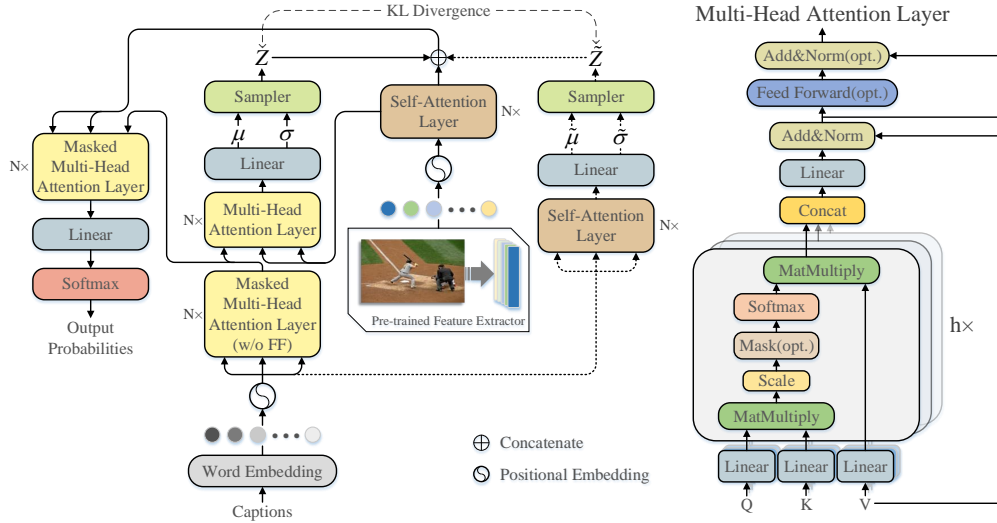 KL Divergence
Z
Z̃
Sampler
μ
σ
Linear
N×
Multi-Head
Attention Layer
N×
Masked
Multi-Head
Attention Layer
(w/o FF)
Word Embedding
Captions
N×
Masked
Multi-Head
Attention Layer
Linear
Softmax
Output
Probabilities
Self-Attention
Layer
N×
Pre-trained Feature Extractor
Sampler
μ̃
σ̃
Linear
Self-Attention
Layer
N×
Concatenate
Positional Embedding
Multi-Head Attention Layer
Add&Norm(opt.)
Feed Forward(opt.)
Add&Norm
Linear
Concat
MatMultiply
Softmax
Mask(opt.)
Scale
MatMultiply
h×
Linear
Linear
Linear
Q
K
V